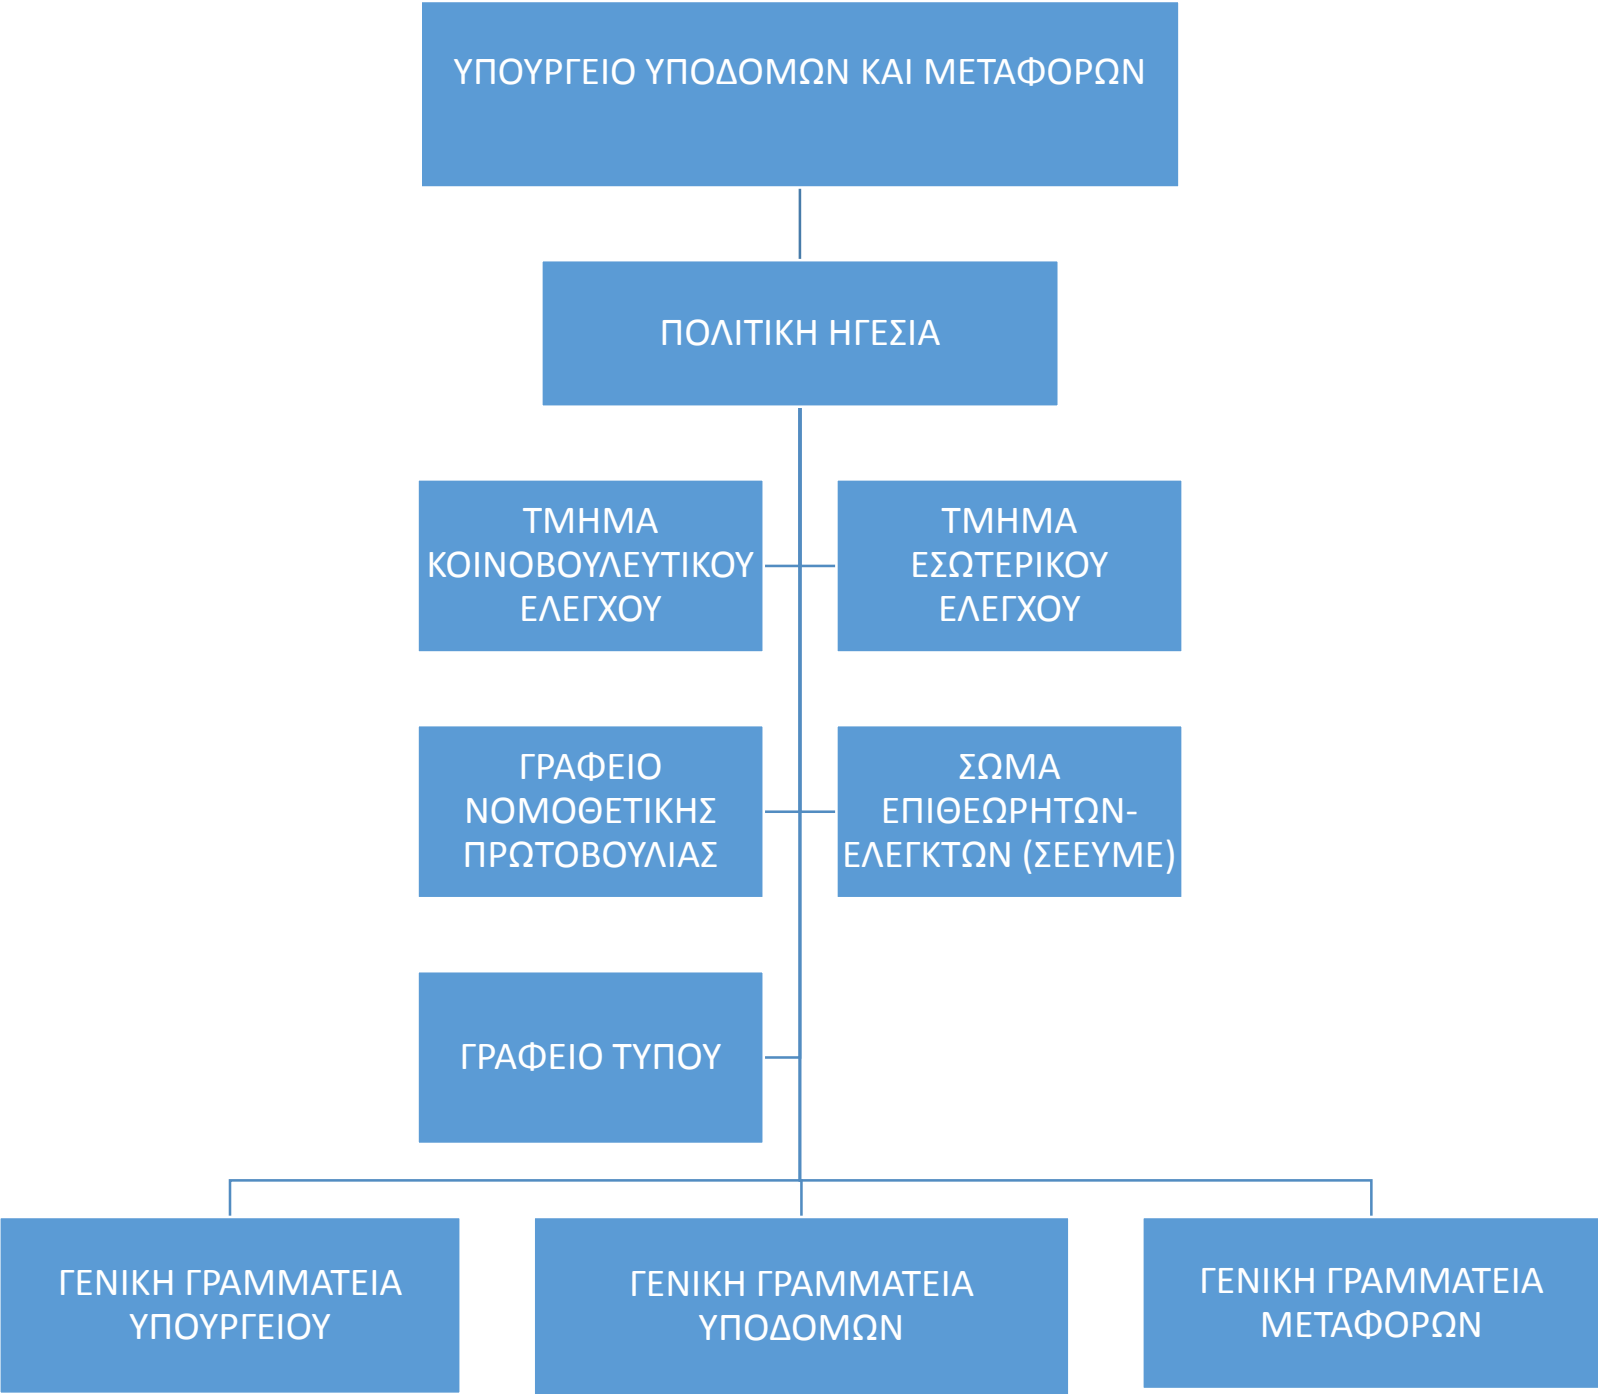 ΥΠΟΥΡΓΕΙΟ ΥΠΟΔΟΜΩΝ ΚΑΙ ΜΕΤΑΦΟΡΩΝ
ΠΟΛΙΤΙΚΗ ΗΓΕΣΙΑ
ΤΜΗΜΑ
ΚΟΙΝΟΒΟΥΛΕΥΤΙΚΟΥ
ΕΛΕΓΧΟΥ
ΤΜΗΜΑ
ΕΣΩΤΕΡΙΚΟΥ
ΕΛΕΓΧΟΥ
ΓΡΑΦΕΙΟ
ΝΟΜΟΘΕΤΙΚΗΣ
ΠΡΩΤΟΒΟΥΛΙΑΣ
ΣΩΜΑ
ΕΠΙΘΕΩΡΗΤΩΝ-
ΕΛΕΓΚΤΩΝ (ΣΕΕΥΜΕ)
ΓΡΑΦΕΙΟ ΤΥΠΟΥ
ΓΕΝΙΚΗ ΓΡΑΜΜΑΤΕΙΑ
ΥΠΟΥΡΓΕΙΟΥ
ΓΕΝΙΚΗ ΓΡΑΜΜΑΤΕΙΑ
ΥΠΟΔΟΜΩΝ
ΓΕΝΙΚΗ ΓΡΑΜΜΑΤΕΙΑ
ΜΕΤΑΦΟΡΩΝ